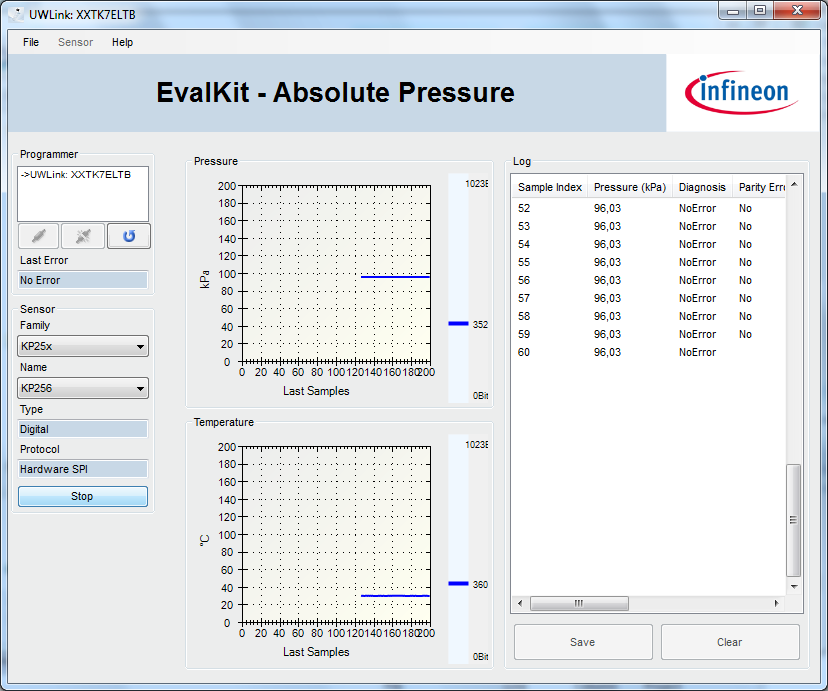 UWLink: XXTK7ELTB
File Sensor Help
EvalKit - Absolute Pressure
infineon
Programmer
->UWLink: XXTK7ELTB
Last Error
No Error
Sensor
Family
KP25x
Name
KP256
Type
Digital
Protocol
Hardware SPI
Stop
Pressure
200
180
160
140
120
100
80
60
40
20
0
kPa
0 20 40 60 80 100 120 140 160 180 200
Last Samples
1023B
352
0Bit
Temperature
200
180
160
140
120
100
80
60
40
20
0
°C
0 20 40 60 80 100 120 140 160 180 200
Last Samples
1023B
360
0Bit
Log
Sample Index Pressure (kPa) Diagnosis Parity Erro
52 96,03 NoError No
53 96,03 NoError No
54 96,03 NoError No
55 96,03 NoError No
56 96,03 NoError No
57 96,03 NoError No
58 96,03 NoError No
59 96,03 NoError No
60 96,03 NoError
Save Clear